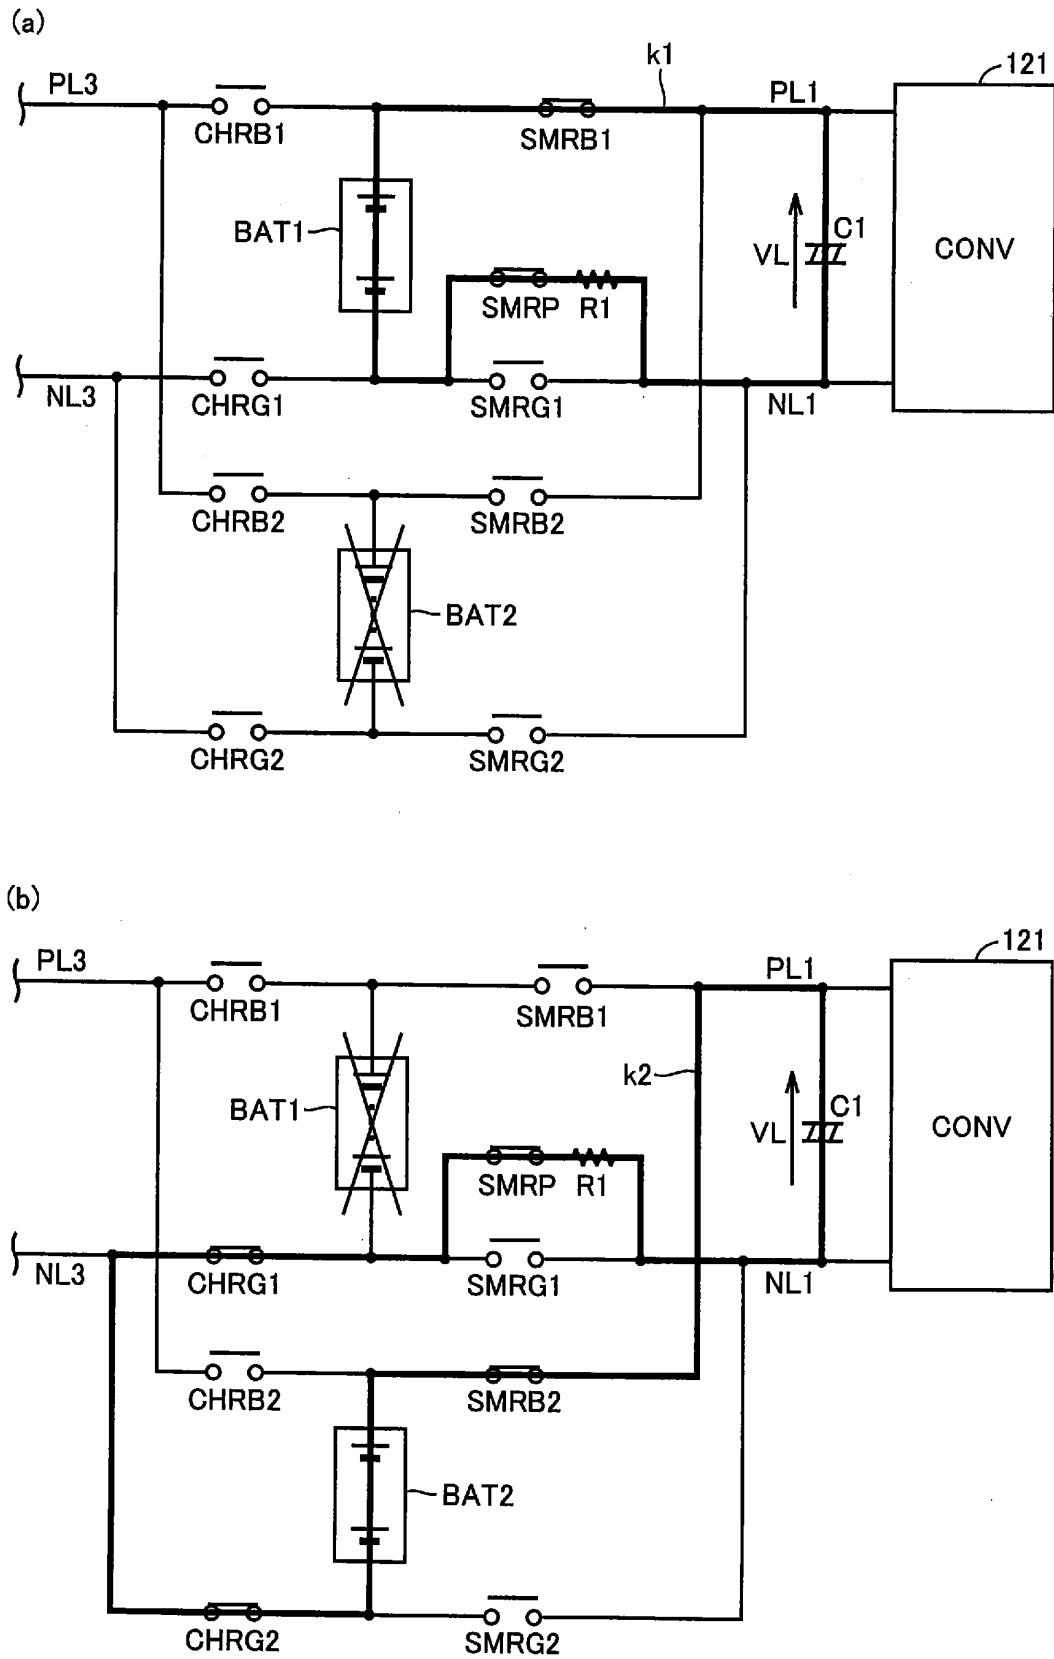 (a)
k1
121
PL3
PL1
CHRB1
SMRB1
BAT1
C1
VL
CONV
SMRP R1
NL3
CHRG1
SMRG1
NL1
CHRB2
SMRB2
BAT2
CHRG2
SMRG2
(b)
121
PL3
PL1
CHRB1
SMRB1
k2
BAT1
C1
VL
CONV
SMRP R1
NL3
CHRG1
SMRG1
NL1
CHRB2
SMRB2
BAT2
CHRG2
SMRG2